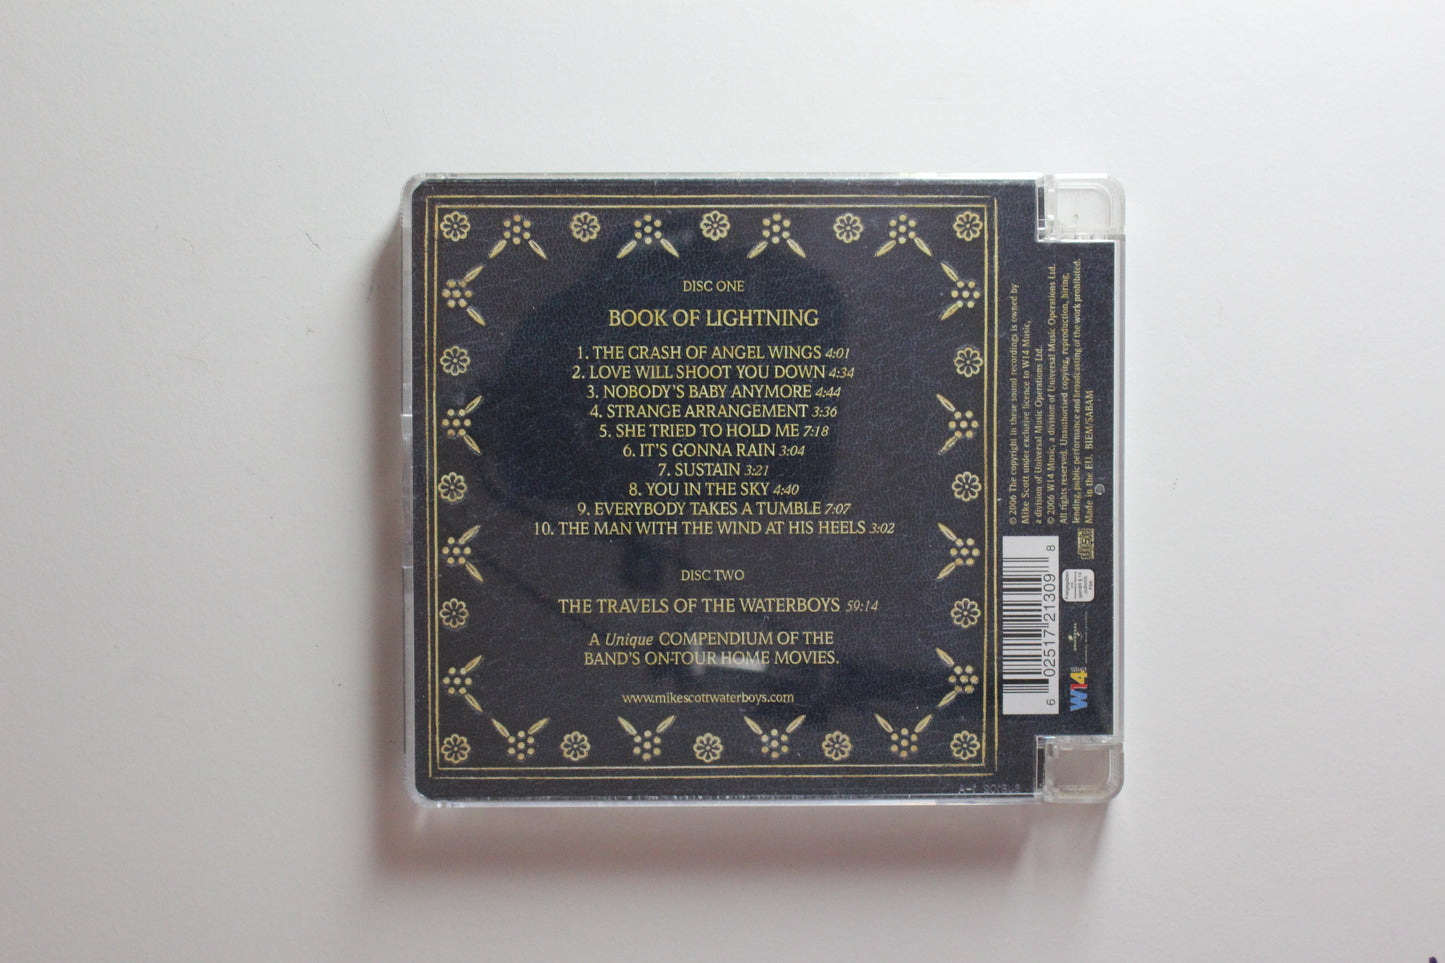 DISC ONE
BOOK OF LIGHTNING
1. THE CRASH OF ANGEL WINGS 4:01
2. LOVE WILL SHOOT YOU DOWN 4:34
3. NOBODY'S BABY ANYMORE 4:44
4. STRANGE ARRANGEMENT 3:36
5. SHE TRIED TO HOLD ME 7:18
6. IT'S GONNA RAIN 3:04
7. SUSTAIN 3:21
8. YOU IN THE SKY 4:40
9. EVERYBODY TAKES A TUMBLE 7:07
10. THE MAN WITH THE WIND AT HIS HEELS 3:02
DISC TWO
THE TRAVELS OF THE WATERBOYS 59:14
A Unique COMPENDIUM OF THE
BAND'S ON-TOUR HOME MOVIES.
www.mikescottwaterboys.com
℗ 2006 The copyright in these sound recordings is owned by
Mike Scott under exclusive licence to W14 Music,
a division of Universal Music Operations Ltd.
© 2006 W14 Music, a division of Universal Music Operations Ltd.
All rights reserved. Unauthorised copying, reproduction, hiring,
lending, public performance and broadcasting of the work prohibited.
Made in the E.U. BIEM/SABAM
6 02517 21309 8
disc
W14